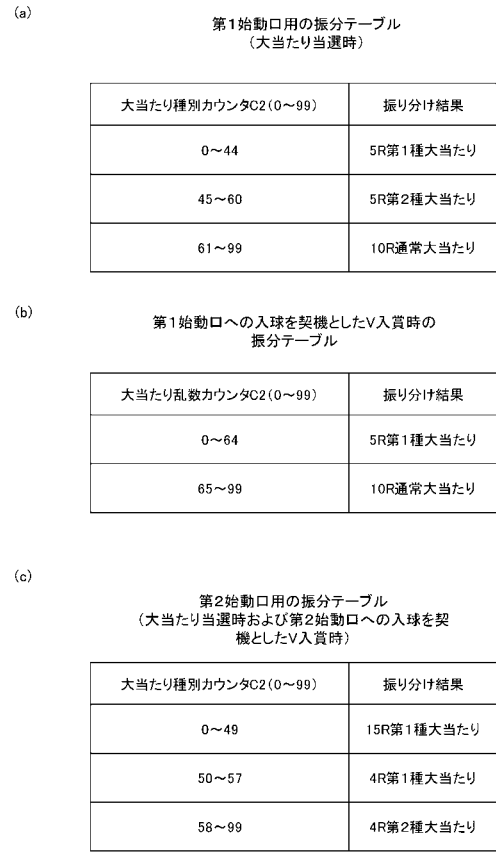 (a)
第1始動口用の振分テーブル
(大当たり当選時)
大当たり種別カウンタC2(0～99) 振り分け結果
0～44 5R第1種大当たり
45～60 5R第2種大当たり
61～99 10R通常大当たり
(b)
第1始動口への入球を契機としたV入賞時の
振分テーブル
大当たり乱数カウンタC2(0～99) 振り分け結果
0～64 5R第1種大当たり
65～99 10R通常大当たり
(c)
第2始動口用の振分テーブル
(大当たり当選時および第2始動口への入球を契
機としたV入賞時)
大当たり種別カウンタC2(0～99) 振り分け結果
0～49 15R第1種大当たり
50～57 4R第1種大当たり
58～99 4R第2種大当たり